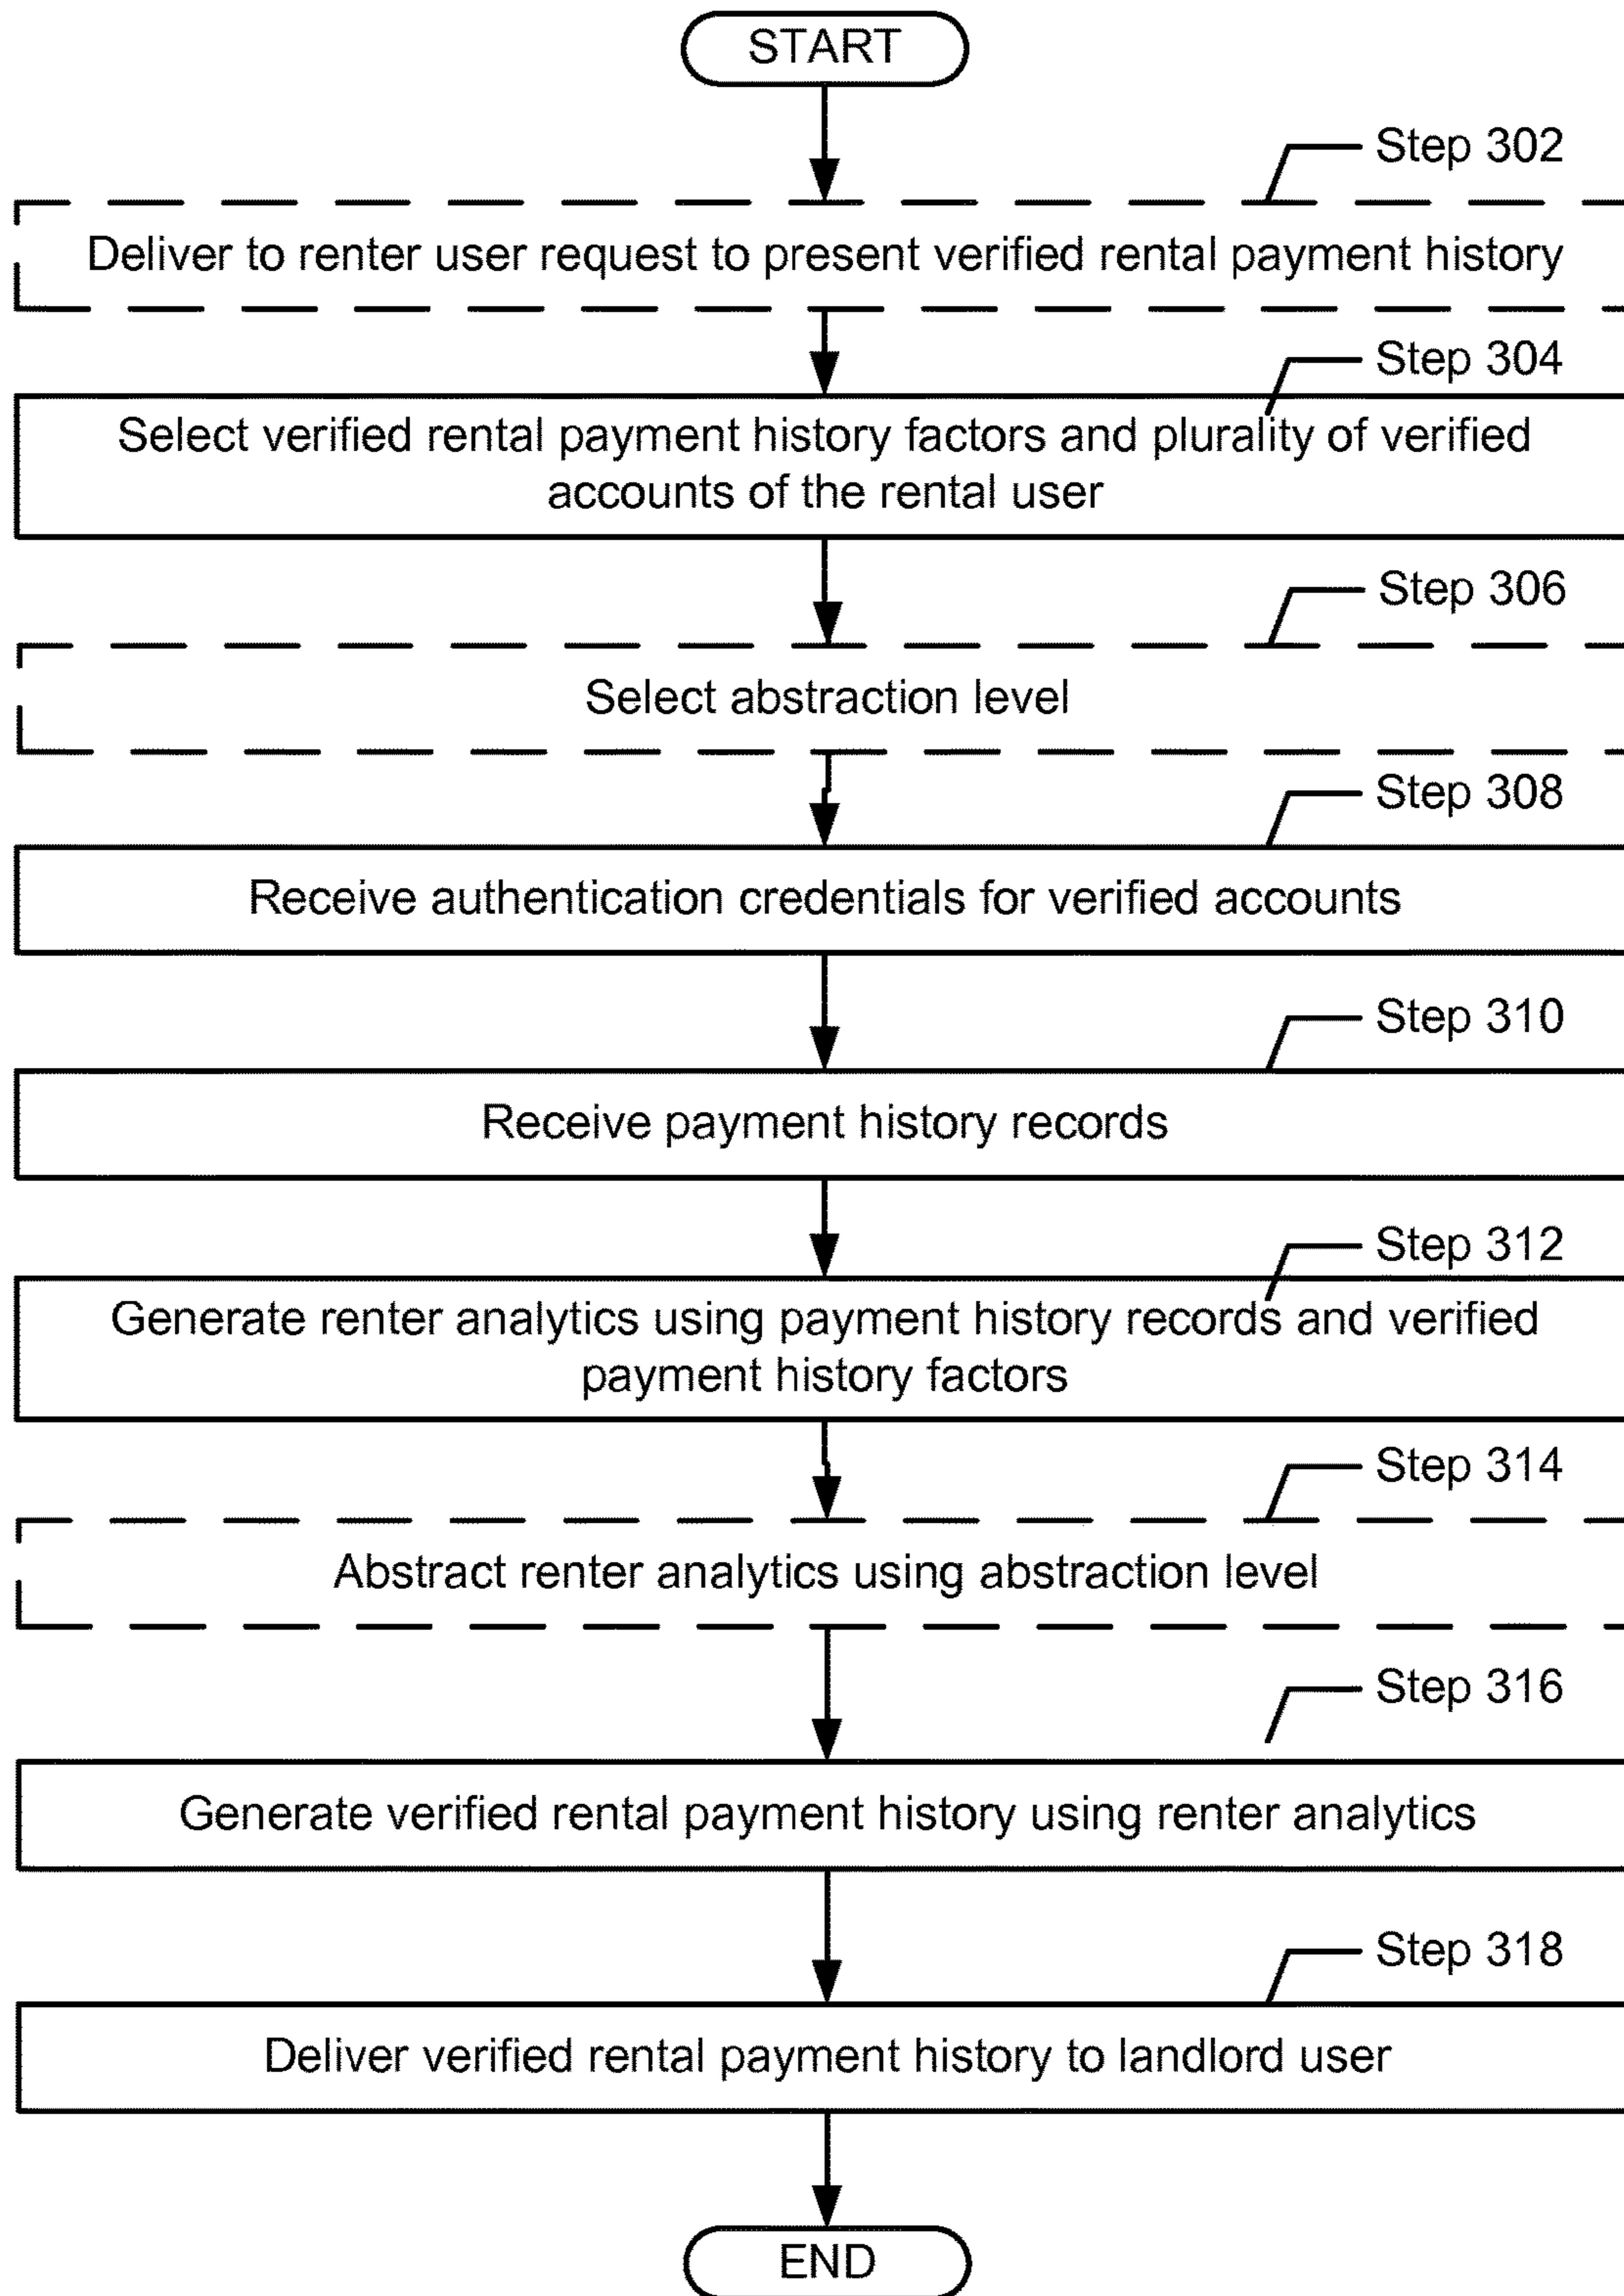 START
Step 302
Deliver to renter user request to present verified rental payment history
Step 304
Select verified rental payment history factors and plurality of verified
accounts of the rental user
Step 306
Select abstraction level
Step 308
Receive authentication credentials for verified accounts
Step 310
Receive payment history records
Step 312
Generate renter analytics using payment history records and verified
payment history factors
Step 314
Abstract renter analytics using abstraction level
Step 316
Generate verified rental payment history using renter analytics
Step 318
Deliver verified rental payment history to landlord user
END